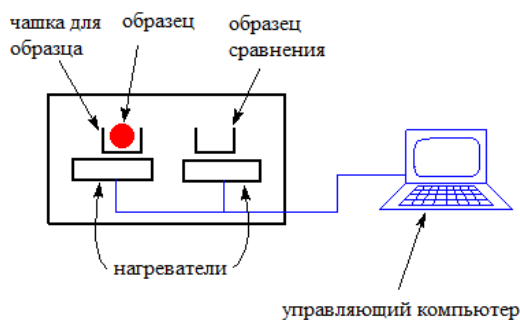 чашка для
образца
образец
образец
сравнения
нагреватели
управляющий компьютер